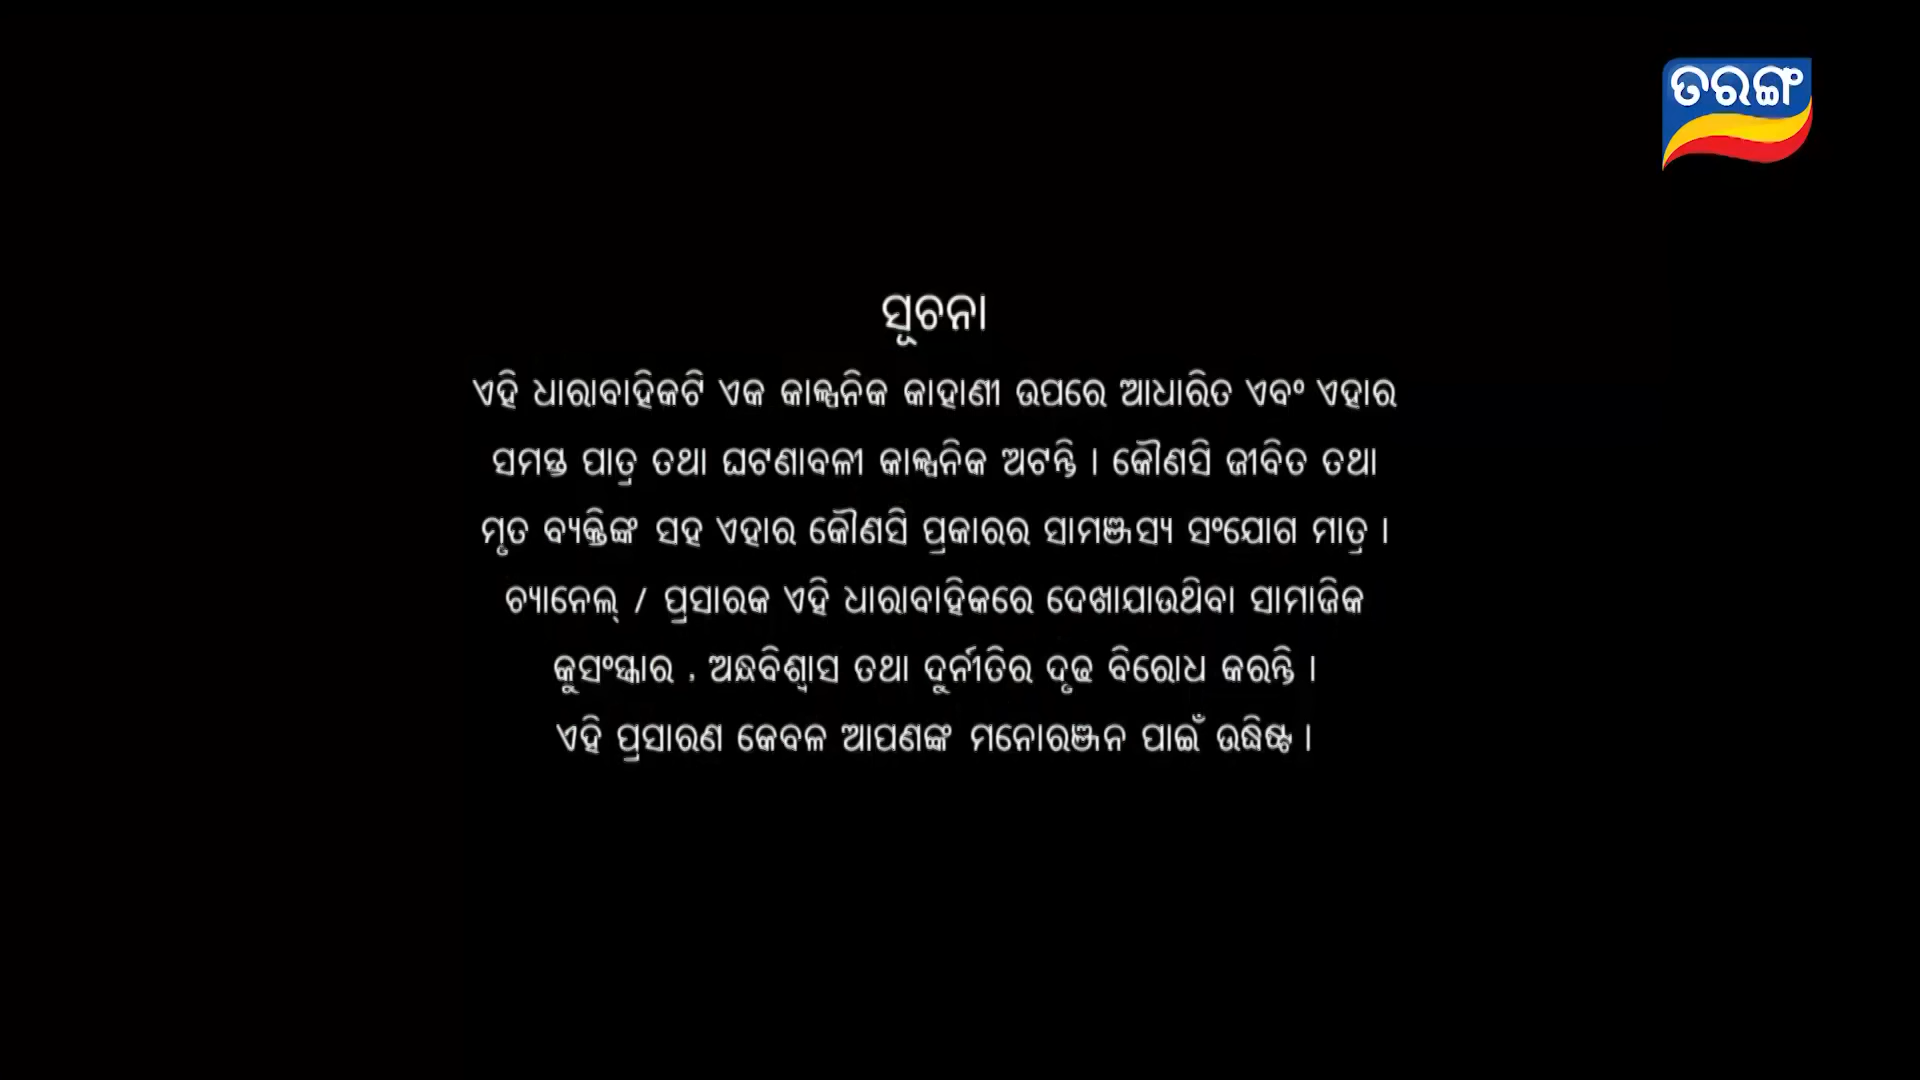 ତରଙ୍ଗ
ସୂଚନା
ଏହି ଧାରାବାହିକଟି ଏକ କାଳ୍ପନିକ କାହାଣୀ ଉପରେ ଆଧାରିତ ଏବଂ ଏହାର
ସମସ୍ତ ପାତ୍ର ତଥା ଘଟଣାବଳୀ କାଳ୍ପନିକ ଅଟନ୍ତି । କୌଣସି ଜୀବିତ ତଥା
ମୃତ ବ୍ୟକ୍ତିଙ୍କ ସହ ଏହାର କୌଣସି ପ୍ରକାରର ସାମଞ୍ଜସ୍ୟ ସଂଯୋଗ ମାତ୍ର ।
ଚ୍ୟାନେଲ୍ / ପ୍ରସାରକ ଏହି ଧାରାବାହିକରେ ଦେଖାଯାଉଥିବା ସାମାଜିକ
କୁସଂସ୍କାର , ଅନ୍ଧବିଶ୍ୱାସ ତଥା ଦୁର୍ନୀତିର ଦୃଢ ବିରୋଧ କରନ୍ତି ।
ଏହି ପ୍ରସାରଣ କେବଳ ଆପଣଙ୍କ ମନୋରଞ୍ଜନ ପାଇଁ ଉଦ୍ଧିଷ୍ଟ ।